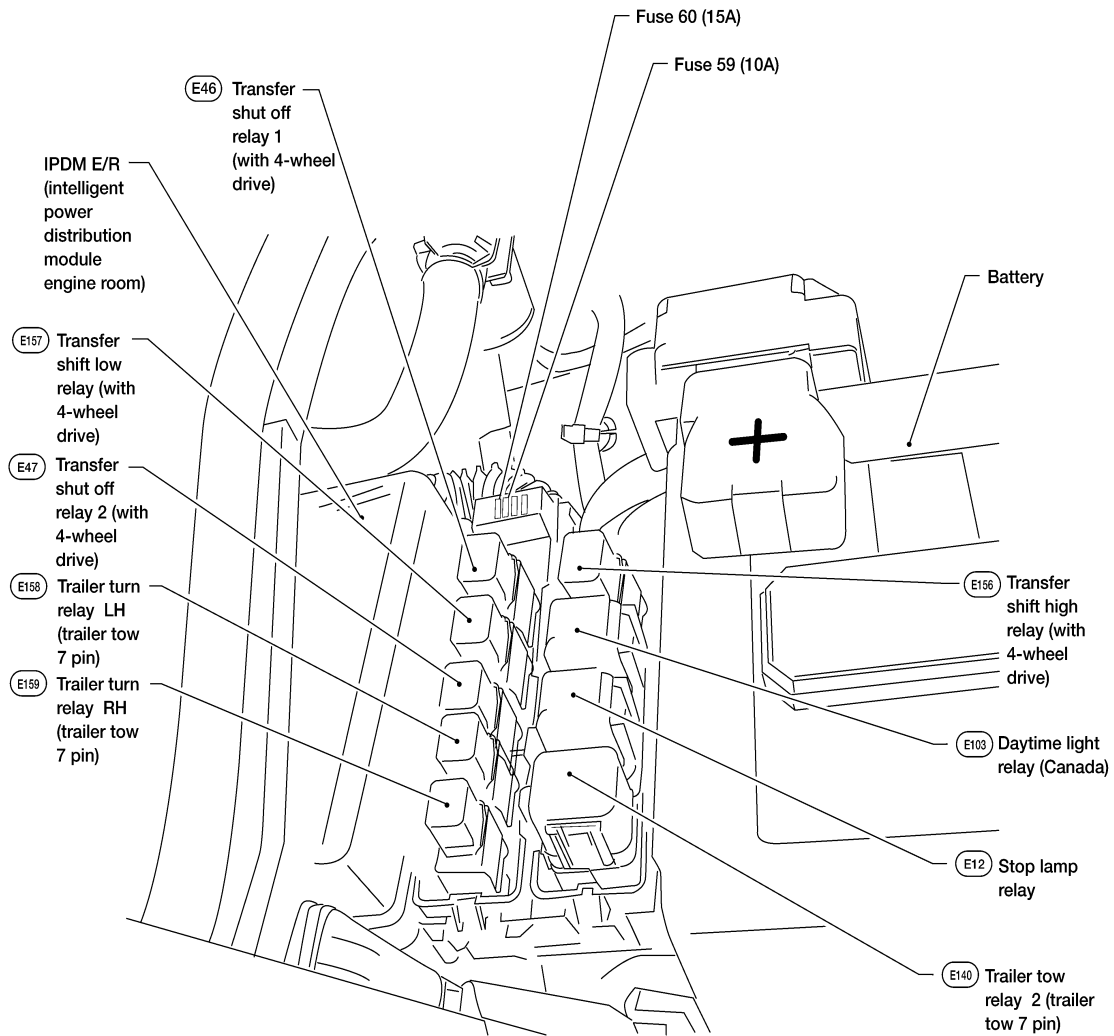 Fuse 60 (15A)
Fuse 59 (10A)
E46 Transfer
shut off
relay 1
(with 4-wheel
drive)
IPDM E/R
(intelligent
power
distribution
module
engine room)
Battery
E157 Transfer
shift low
relay (with
4-wheel
drive)
E47 Transfer
shut off
relay 2 (with
4-wheel
drive)
E158 Trailer turn
relay LH
(trailer tow
7 pin)
E159 Trailer turn
relay RH
(trailer tow
7 pin)
E156 Transfer
shift high
relay (with
4-wheel
drive)
E103 Daytime light
relay (Canada)
E12 Stop lamp
relay
E140 Trailer tow
relay 2 (trailer
tow 7 pin)